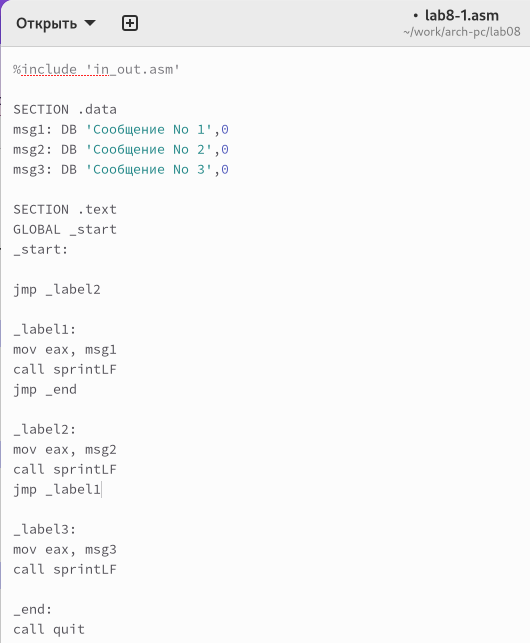 Открыть
• lab8-1.asm
~/work/arch-pc/lab08
%include 'in_out.asm'
SECTION .data
msg1: DB 'Сообщение No 1',0
msg2: DB 'Сообщение No 2',0
msg3: DB 'Сообщение No 3',0
SECTION .text
GLOBAL _start
_start:
jmp _label2
_label1:
mov eax, msg1
call sprintLF
jmp _end
_label2:
mov eax, msg2
call sprintLF
jmp _label1
_label3:
mov eax, msg3
call sprintLF
_end:
call quit